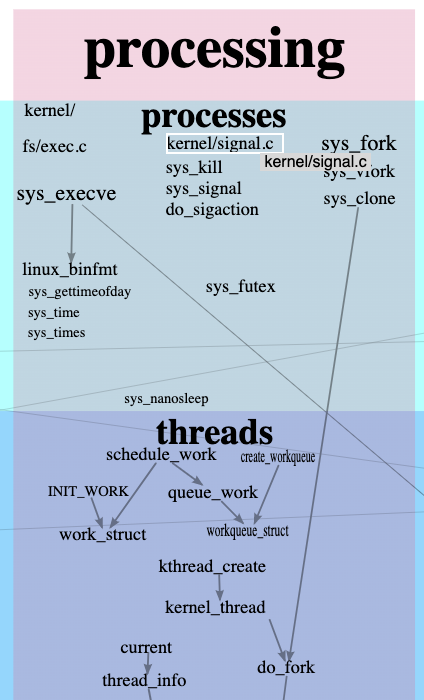 processing
kernel/
processes
fs/exec.c
kernel/signal.c
sys_fork
kernel/signal.c
sys_kill
sys_vfork
sys_execve
sys_signal
sys_clone
do_sigaction
linux_binfmt
sys_gettimeofday
sys_futex
sys_time
sys_times
sys_nanosleep
threads
schedule_work
create_workqueue
INIT_WORK
queue_work
work_struct
workqueue_struct
kthread_create
kernel_thread
current
do_fork
thread_info